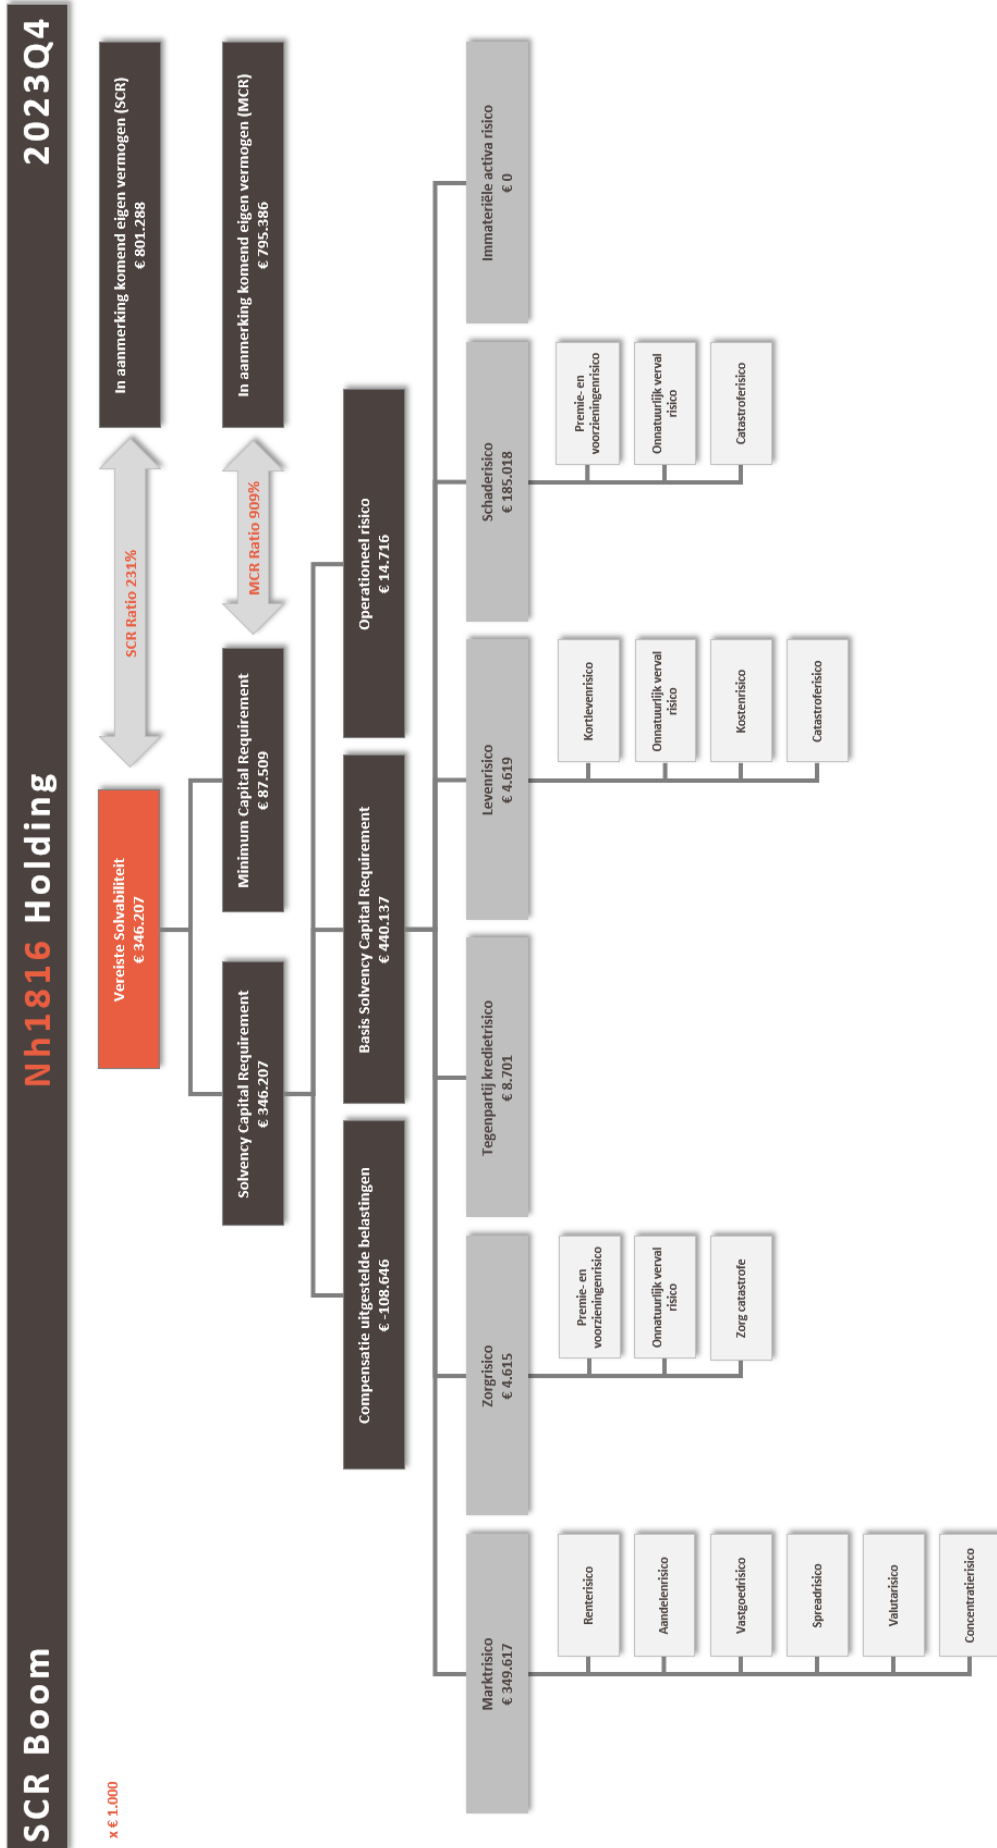 SCR Boom
Nh1816 Holding
2023Q4
x € 1.000
Vereiste Solvabiliteit
€ 346.207
SCR Ratio 231%
In aanmerking komend eigen vermogen (SCR)
€ 801.288
Solvency Capital Requirement
€ 346.207
Minimum Capital Requirement
€ 87.509
MCR Ratio 909%
In aanmerking komend eigen vermogen (MCR)
€ 795.386
Compensatie uitgestelde belastingen
€ -108.646
Basis Solvency Capital Requirement
€ 440.137
Operationeel risico
€ 14.716
Marktrisico
€ 349.617
Zorgrisico
€ 4.615
Tegenpartij kredietrisico
€ 8.701
Levenrisico
€ 4.619
Schaderisico
€ 185.018
Immateriële activa risico
€ 0
Renterisico
Aandelenrisico
Vastgoedrisico
Spreadrisico
Valutarisico
Concentratierisico
Premie- en
voorzieningenrisico
Onnatuurlijk verval
risico
Zorg catastrofe
Kortlevenrisico
Onnatuurlijk verval
risico
Kostenrisico
Catastroferisico
Premie- en
voorzieningenrisico
Onnatuurlijk verval
risico
Catastroferisico